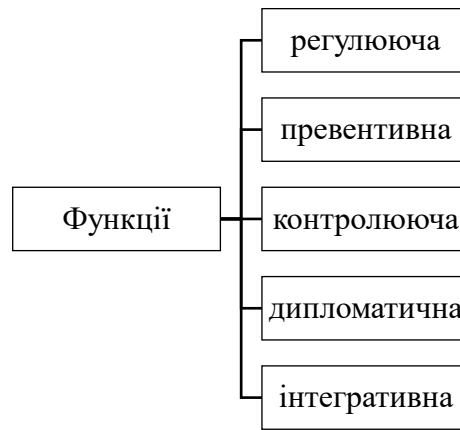 Функції
регулююча
превентивна
контролююча
дипломатична
інтегративна